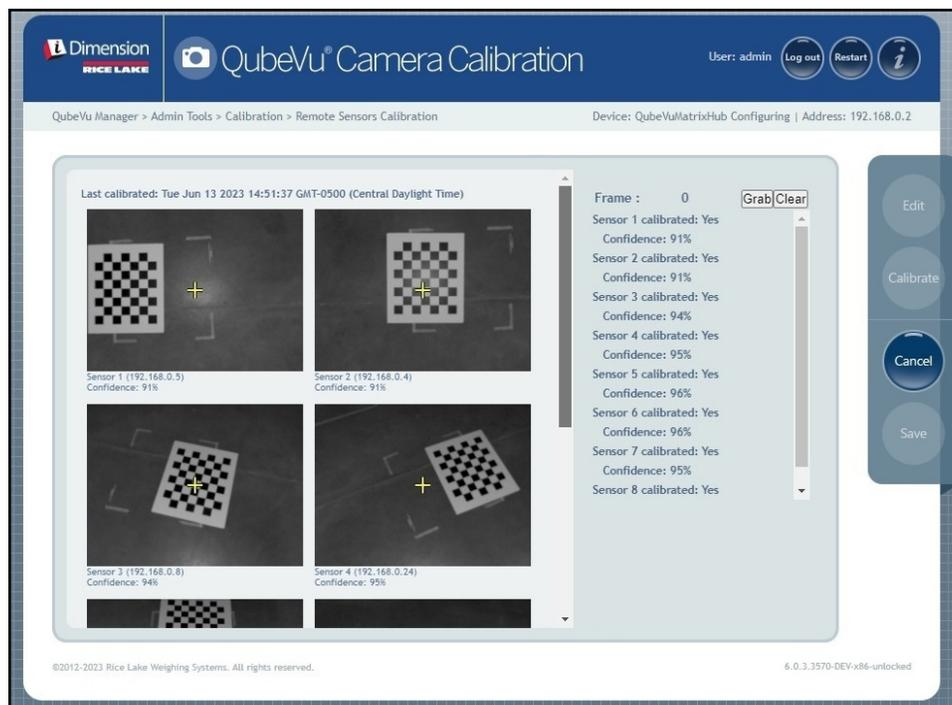 iDimension
RICE LAKE
QubeVu® Camera Calibration
User: admin
Log out
Restart
i
QubeVu Manager > Admin Tools > Calibration > Remote Sensors Calibration
Device: QubeVuMatrixHub Configuring | Address: 192.168.0.2
Last calibrated: Tue Jun 13 2023 14:51:37 GMT-0500 (Central Daylight Time)
Sensor 1 (192.168.0.5)
Confidence: 91%
Sensor 2 (192.168.0.4)
Confidence: 91%
Sensor 3 (192.168.0.8)
Confidence: 94%
Sensor 4 (192.168.0.24)
Confidence: 95%
Frame : 0
Grab
Clear
Sensor 1 calibrated: Yes
Confidence: 91%
Sensor 2 calibrated: Yes
Confidence: 91%
Sensor 3 calibrated: Yes
Confidence: 94%
Sensor 4 calibrated: Yes
Confidence: 95%
Sensor 5 calibrated: Yes
Confidence: 96%
Sensor 6 calibrated: Yes
Confidence: 96%
Sensor 7 calibrated: Yes
Confidence: 95%
Sensor 8 calibrated: Yes
Edit
Calibrate
Cancel
Save
©2012-2023 Rice Lake Weighing Systems. All rights reserved.
6.0.3.3570-DEV-x86-unlocked